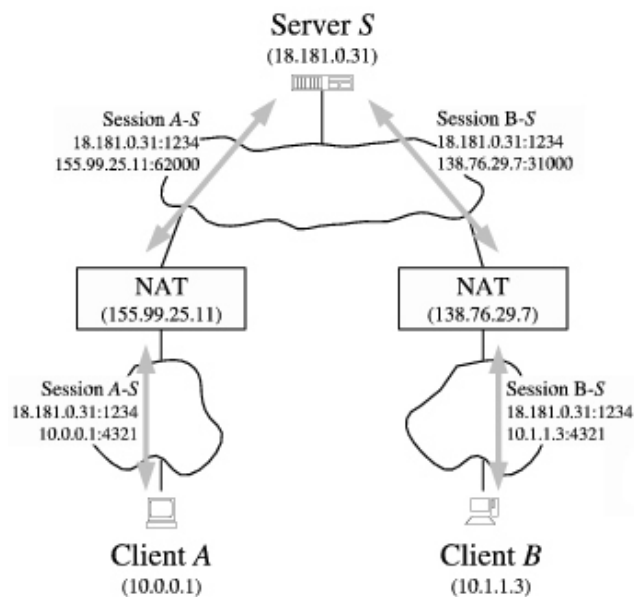 Server S
(18.181.0.31)
Session A-S
18.181.0.31:1234
155.99.25.11:62000
Session B-S
18.181.0.31:1234
138.76.29.7:31000
NAT
(155.99.25.11)
NAT
(138.76.29.7)
Session A-S
18.181.0.31:1234
10.0.0.1:4321
Session B-S
18.181.0.31:1234
10.1.1.3:4321
Client A
(10.0.0.1)
Client B
(10.1.1.3)